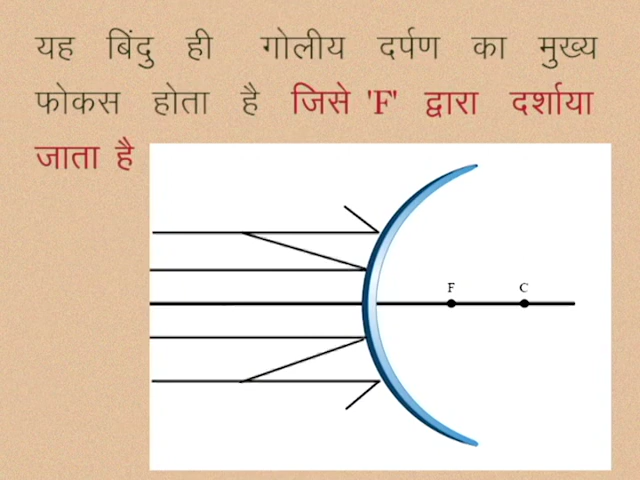 यह बिंदु ही गोलीय दर्पण का मुख्य
फोकस होता है जिसे 'F' द्वारा दर्शाया
जाता है
F C